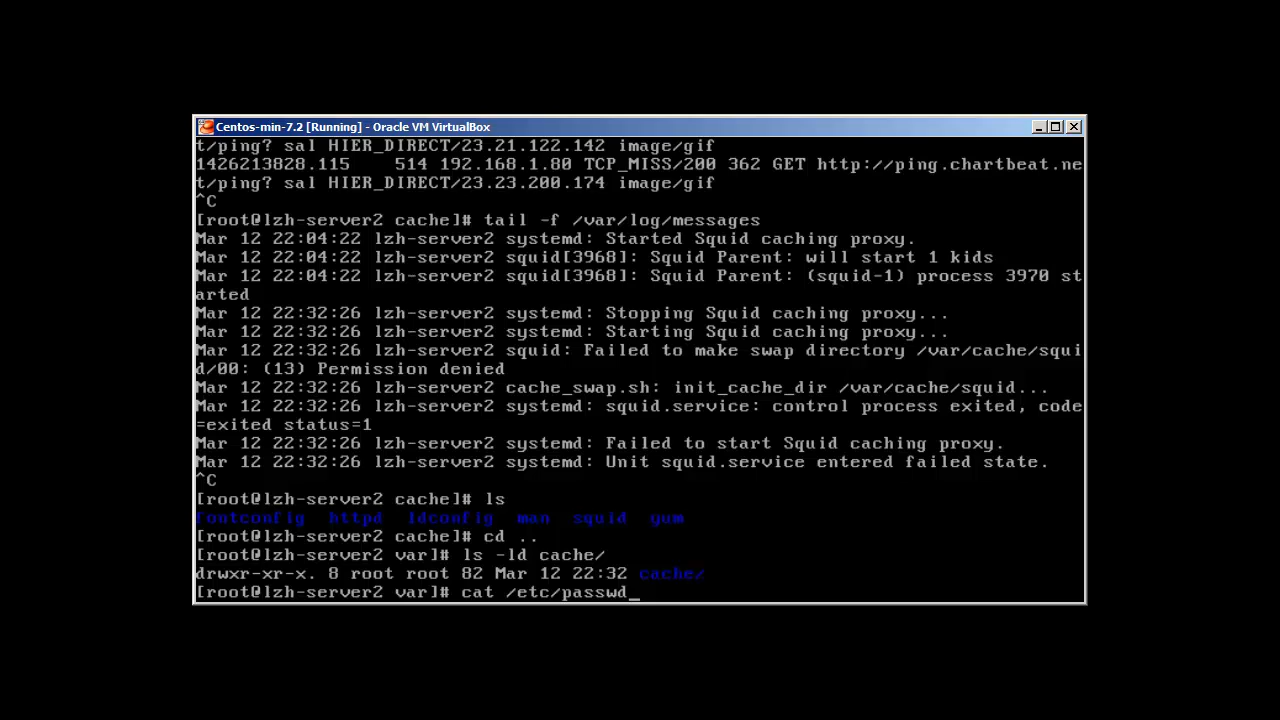 Centos-min-7.2 [Running] - Oracle VM VirtualBox
t/ping? sal HIER_DIRECT/23.21.122.142 image/gif
1426213828.115    514 192.168.1.80 TCP_MISS/200 362 GET http://ping.chartbeat.ne
t/ping? sal HIER_DIRECT/23.23.200.174 image/gif
^C
[root@lzh-server2 cache]# tail -f /var/log/messages
Mar 12 22:04:22 lzh-server2 systemd: Started Squid caching proxy.
Mar 12 22:04:22 lzh-server2 squid[3968]: Squid Parent: will start 1 kids
Mar 12 22:04:22 lzh-server2 squid[3968]: Squid Parent: (squid-1) process 3970 st
arted
Mar 12 22:32:26 lzh-server2 systemd: Stopping Squid caching proxy...
Mar 12 22:32:26 lzh-server2 systemd: Starting Squid caching proxy...
Mar 12 22:32:26 lzh-server2 squid: Failed to make swap directory /var/cache/squi
d/00: (13) Permission denied
Mar 12 22:32:26 lzh-server2 cache_swap.sh: init_cache_dir /var/cache/squid...
Mar 12 22:32:26 lzh-server2 systemd: squid.service: control process exited, code
=exited status=1
Mar 12 22:32:26 lzh-server2 systemd: Failed to start Squid caching proxy.
Mar 12 22:32:26 lzh-server2 systemd: Unit squid.service entered failed state.
^C
[root@lzh-server2 cache]# ls
fontconfig  httpd  ldconfig  man  squid  yum
[root@lzh-server2 cache]# cd ..
[root@lzh-server2 var]# ls -ld cache/
drwxr-xr-x. 8 root root 82 Mar 12 22:32 cache/
[root@lzh-server2 var]# cat /etc/passwd_